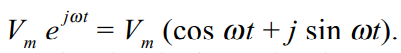 V_m e^{jωt} = V_m (cos ωt + j sin ωt).